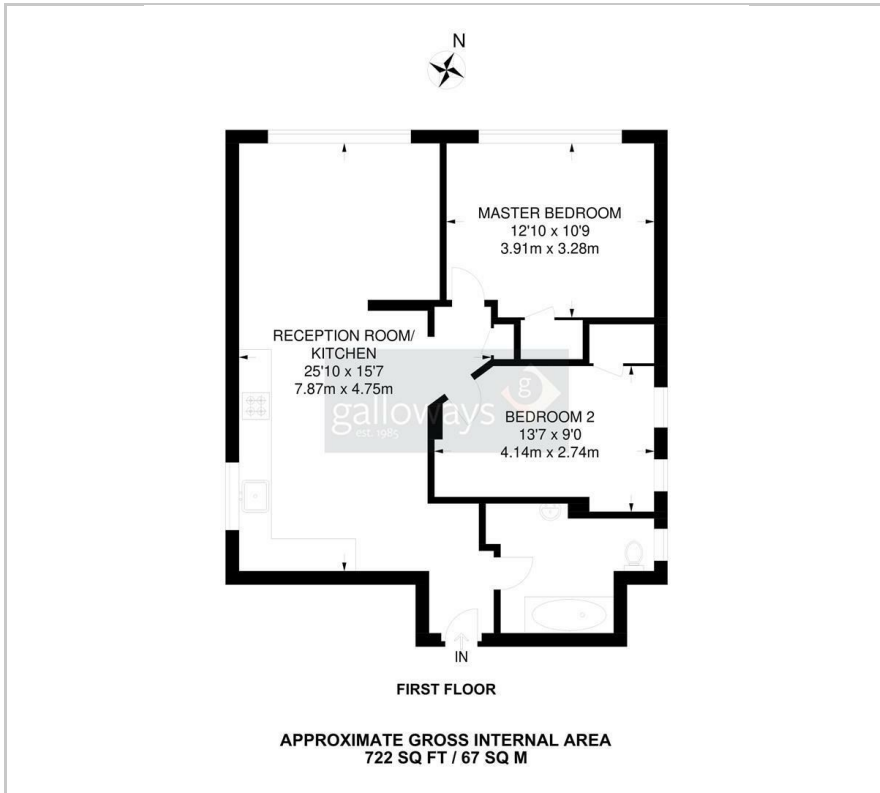 N
MASTER BEDROOM
12'10 x 10'9
3.91m x 3.28m
RECEPTION ROOM/
KITCHEN
25'10 x 15'7
7.87m x 4.75m
galloways
est. 1985
g
BEDROOM 2
13'7 x 9'0
4.14m x 2.74m
IN
FIRST FLOOR
APPROXIMATE GROSS INTERNAL AREA
722 SQ FT / 67 SQ M